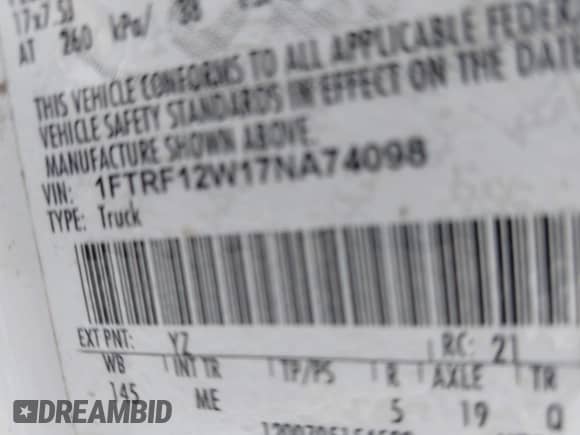 17x7.5J
AT 260 kPa/ 38
THIS VEHICLE CONFORMS TO ALL APPLICABLE FEDERA
VEHICLE SAFETY STANDARDS IN EFFECT ON THE DATE
MANUFACTURE SHOWN ABOVE.
VIN: 1FTRF12W17NA74098
TYPE: Truck
EXT PNT: YZ RC: 21
WB INT TR TP/PS R AXLE TR
145 ME 5 19 Q
DREAMBID